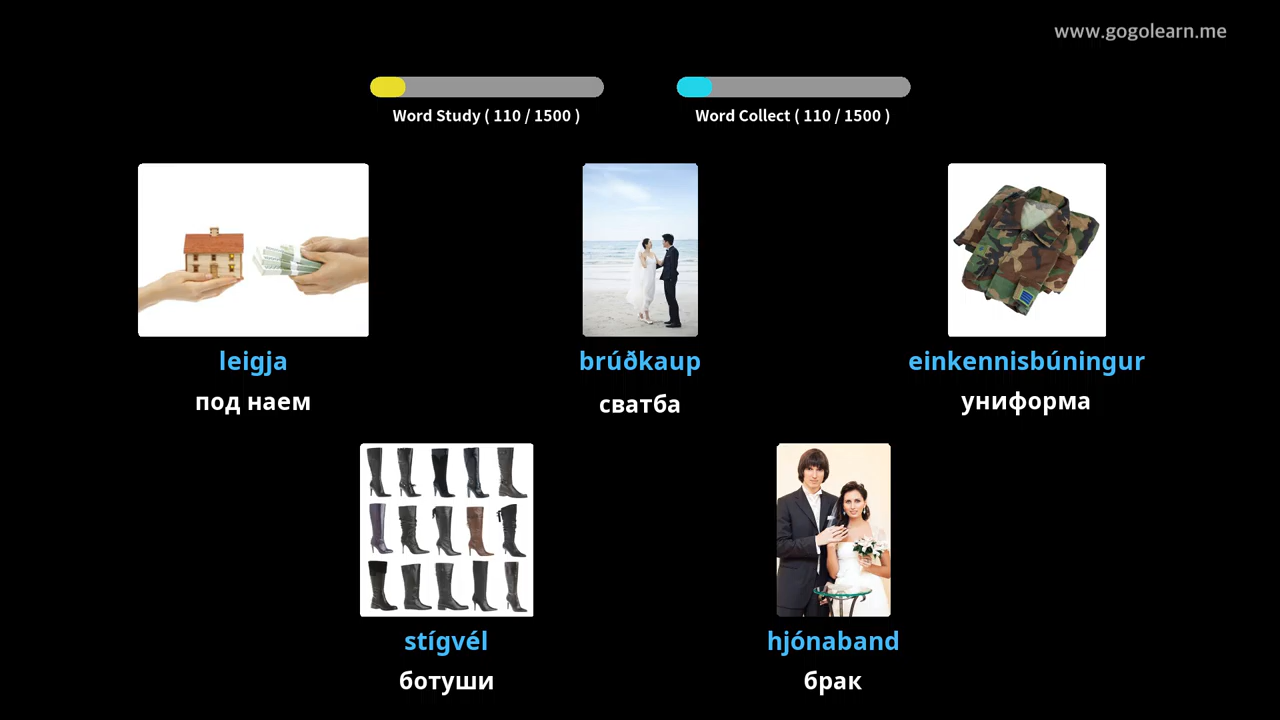 www.gogolearn.me
Word Study ( 110 / 1500 )
Word Collect ( 110 / 1500 )
leigja
под наем
brúðkaup
сватба
einkennisbúningur
униформа
stígvél
ботуши
hjónaband
брак